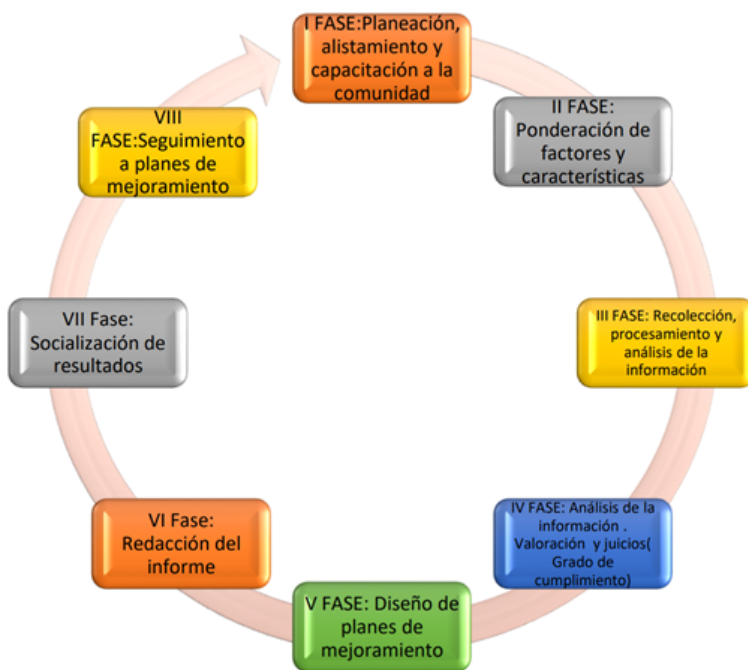 I FASE:Planeación,
alistamiento y
capacitación a la
comunidad
II FASE:
Ponderación de
factores y
características
III FASE: Recolección,
procesamiento y
análisis de la
información
IV FASE: Análisis de la
información .
Valoración y juicios(
Grado de
cumplimiento)
V FASE: Diseño de
planes de
mejoramiento
VI Fase:
Redacción del
informe
VII Fase:
Socialización de
resultados
VIII
FASE:Seguimiento
a planes de
mejoramiento